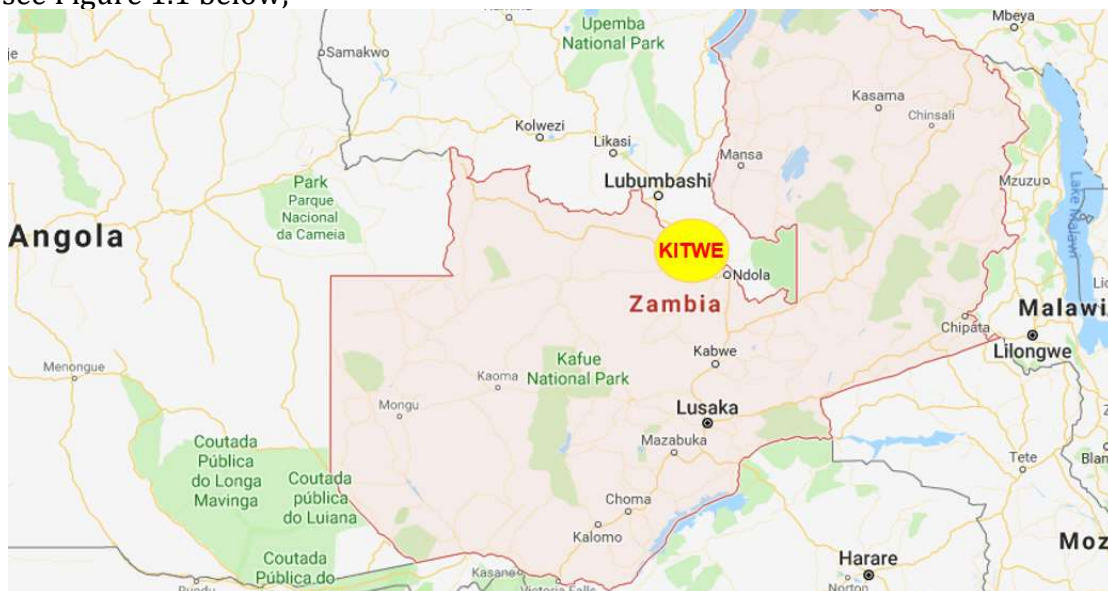 see Figure 1.1 below;
Upemba
National Park
Mbeya
Samakwo
Kasama
Chinsali
Kolwezi
Likasi
Mansa
Lubumbashi
Park
Parque
Nacional
da Cameia
Mzuzu
Lake Malawi
Angola
KITWE
Ndola
Zambia
Malawi
Chipata
Lilongwe
Kabwe
Kafue
National Park
Menongue
Kaoma
Mongu
Lusaka
Coutada
Pública
do Longa
Mavinga
Mazabuka
Tete
Blan
Coutada
pública
do Luiana
Choma
Kalomo
Moz
Coutada
Pública do
Harare
Kasane
Norton